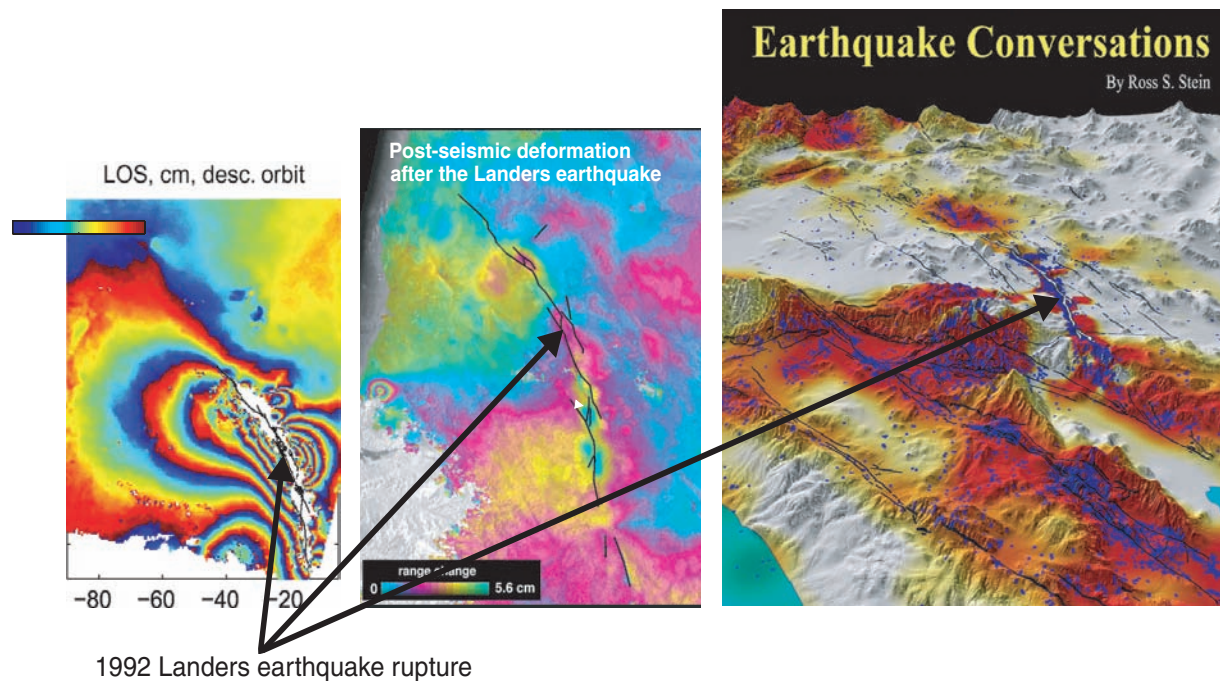 Earthquake Conversations
By Ross S. Stein
LOS, cm, desc. orbit
Post-seismic deformation
after the Landers earthquake
range change
0 5.6 cm
−80 −60 −40 −20
1992 Landers earthquake rupture